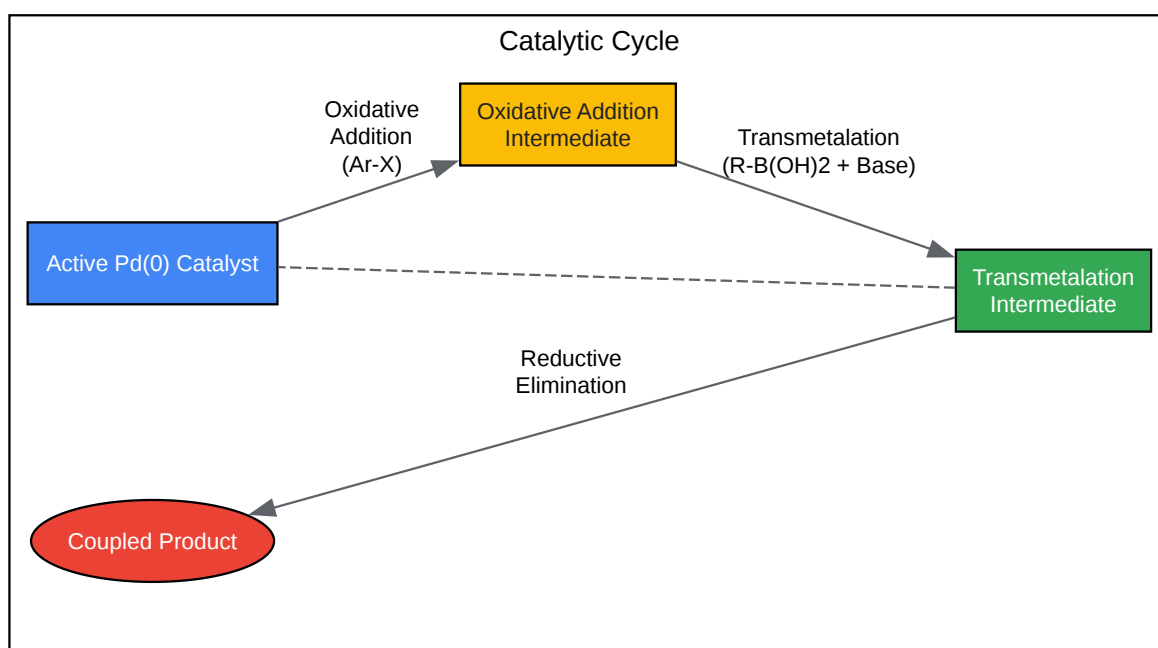 Catalytic Cycle
Oxidative
Addition
(Ar-X)
Oxidative Addition
Intermediate
Transmetalation
(R-B(OH)2 + Base)
Active Pd(0) Catalyst
Transmetalation
Intermediate
Reductive
Elimination
Coupled Product